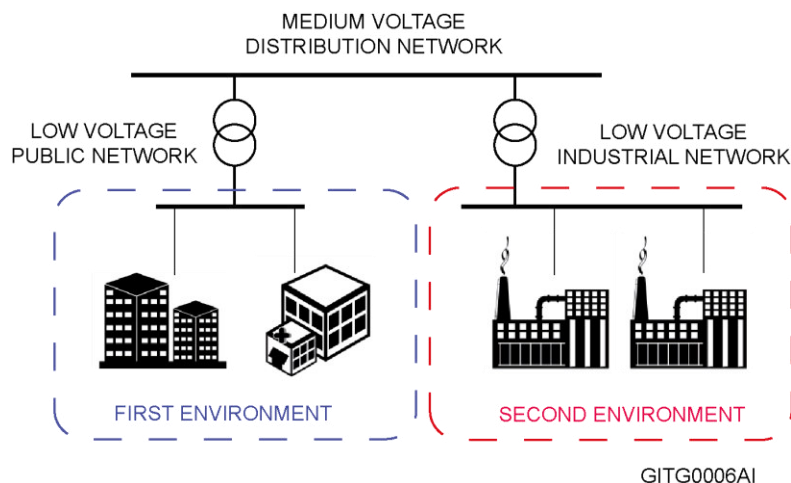 MEDIUM VOLTAGE
DISTRIBUTION NETWORK
LOW VOLTAGE
PUBLIC NETWORK
LOW VOLTAGE
INDUSTRIAL NETWORK
FIRST ENVIRONMENT
SECOND ENVIRONMENT
GITG0006AI